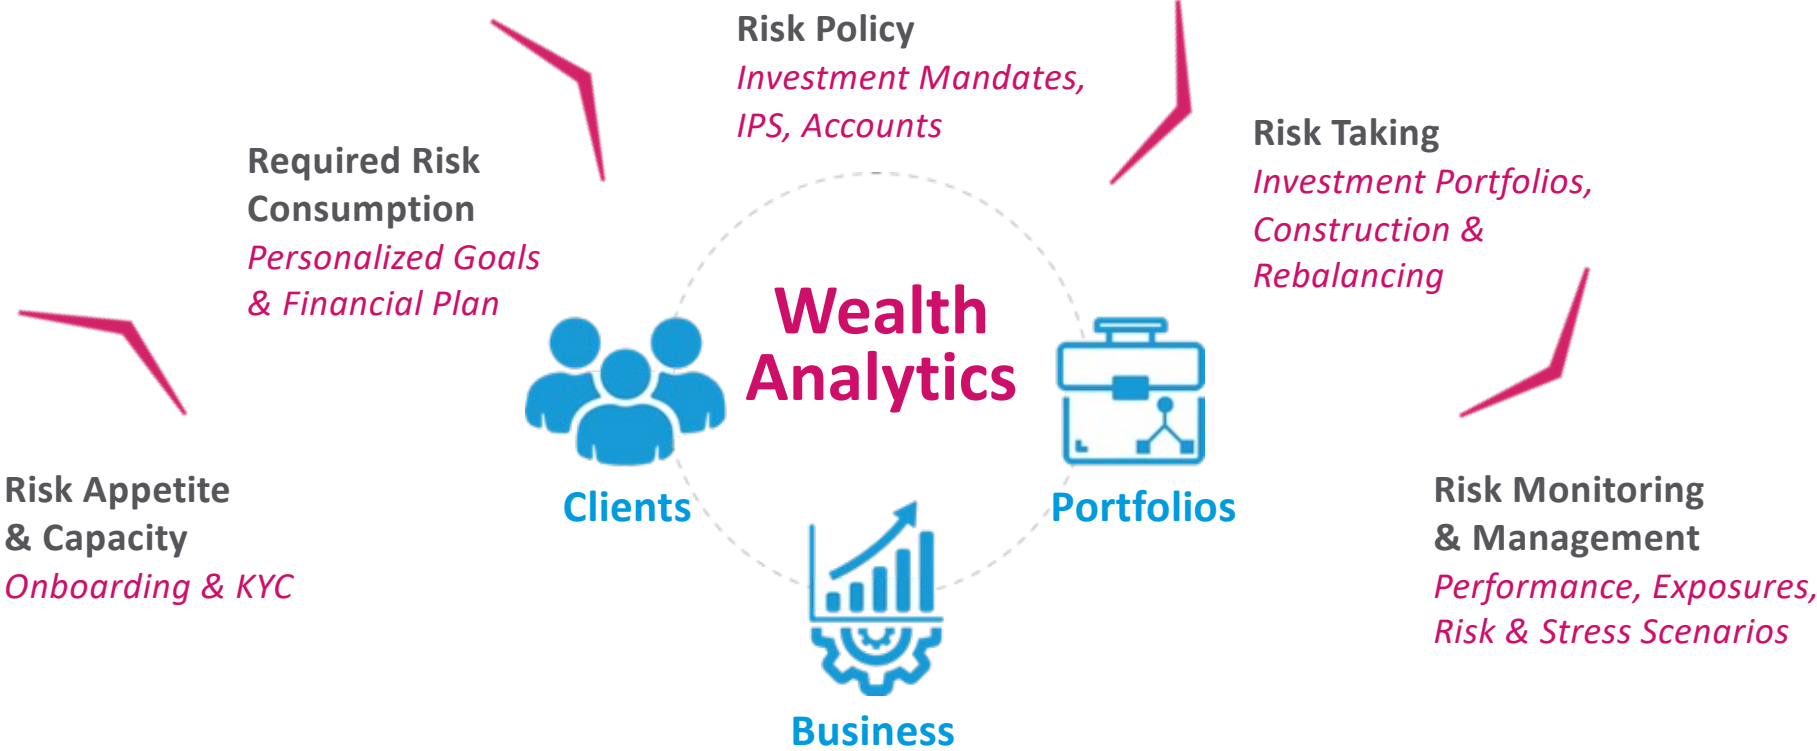 Risk Policy
Investment Mandates,
IPS, Accounts
Required Risk
Consumption
Personalized Goals
& Financial Plan
Risk Taking
Investment Portfolios,
Construction &
Rebalancing
Wealth
Analytics
Risk Appetite
& Capacity
Onboarding & KYC
Clients
Portfolios
Risk Monitoring
& Management
Performance, Exposures,
Risk & Stress Scenarios
Business